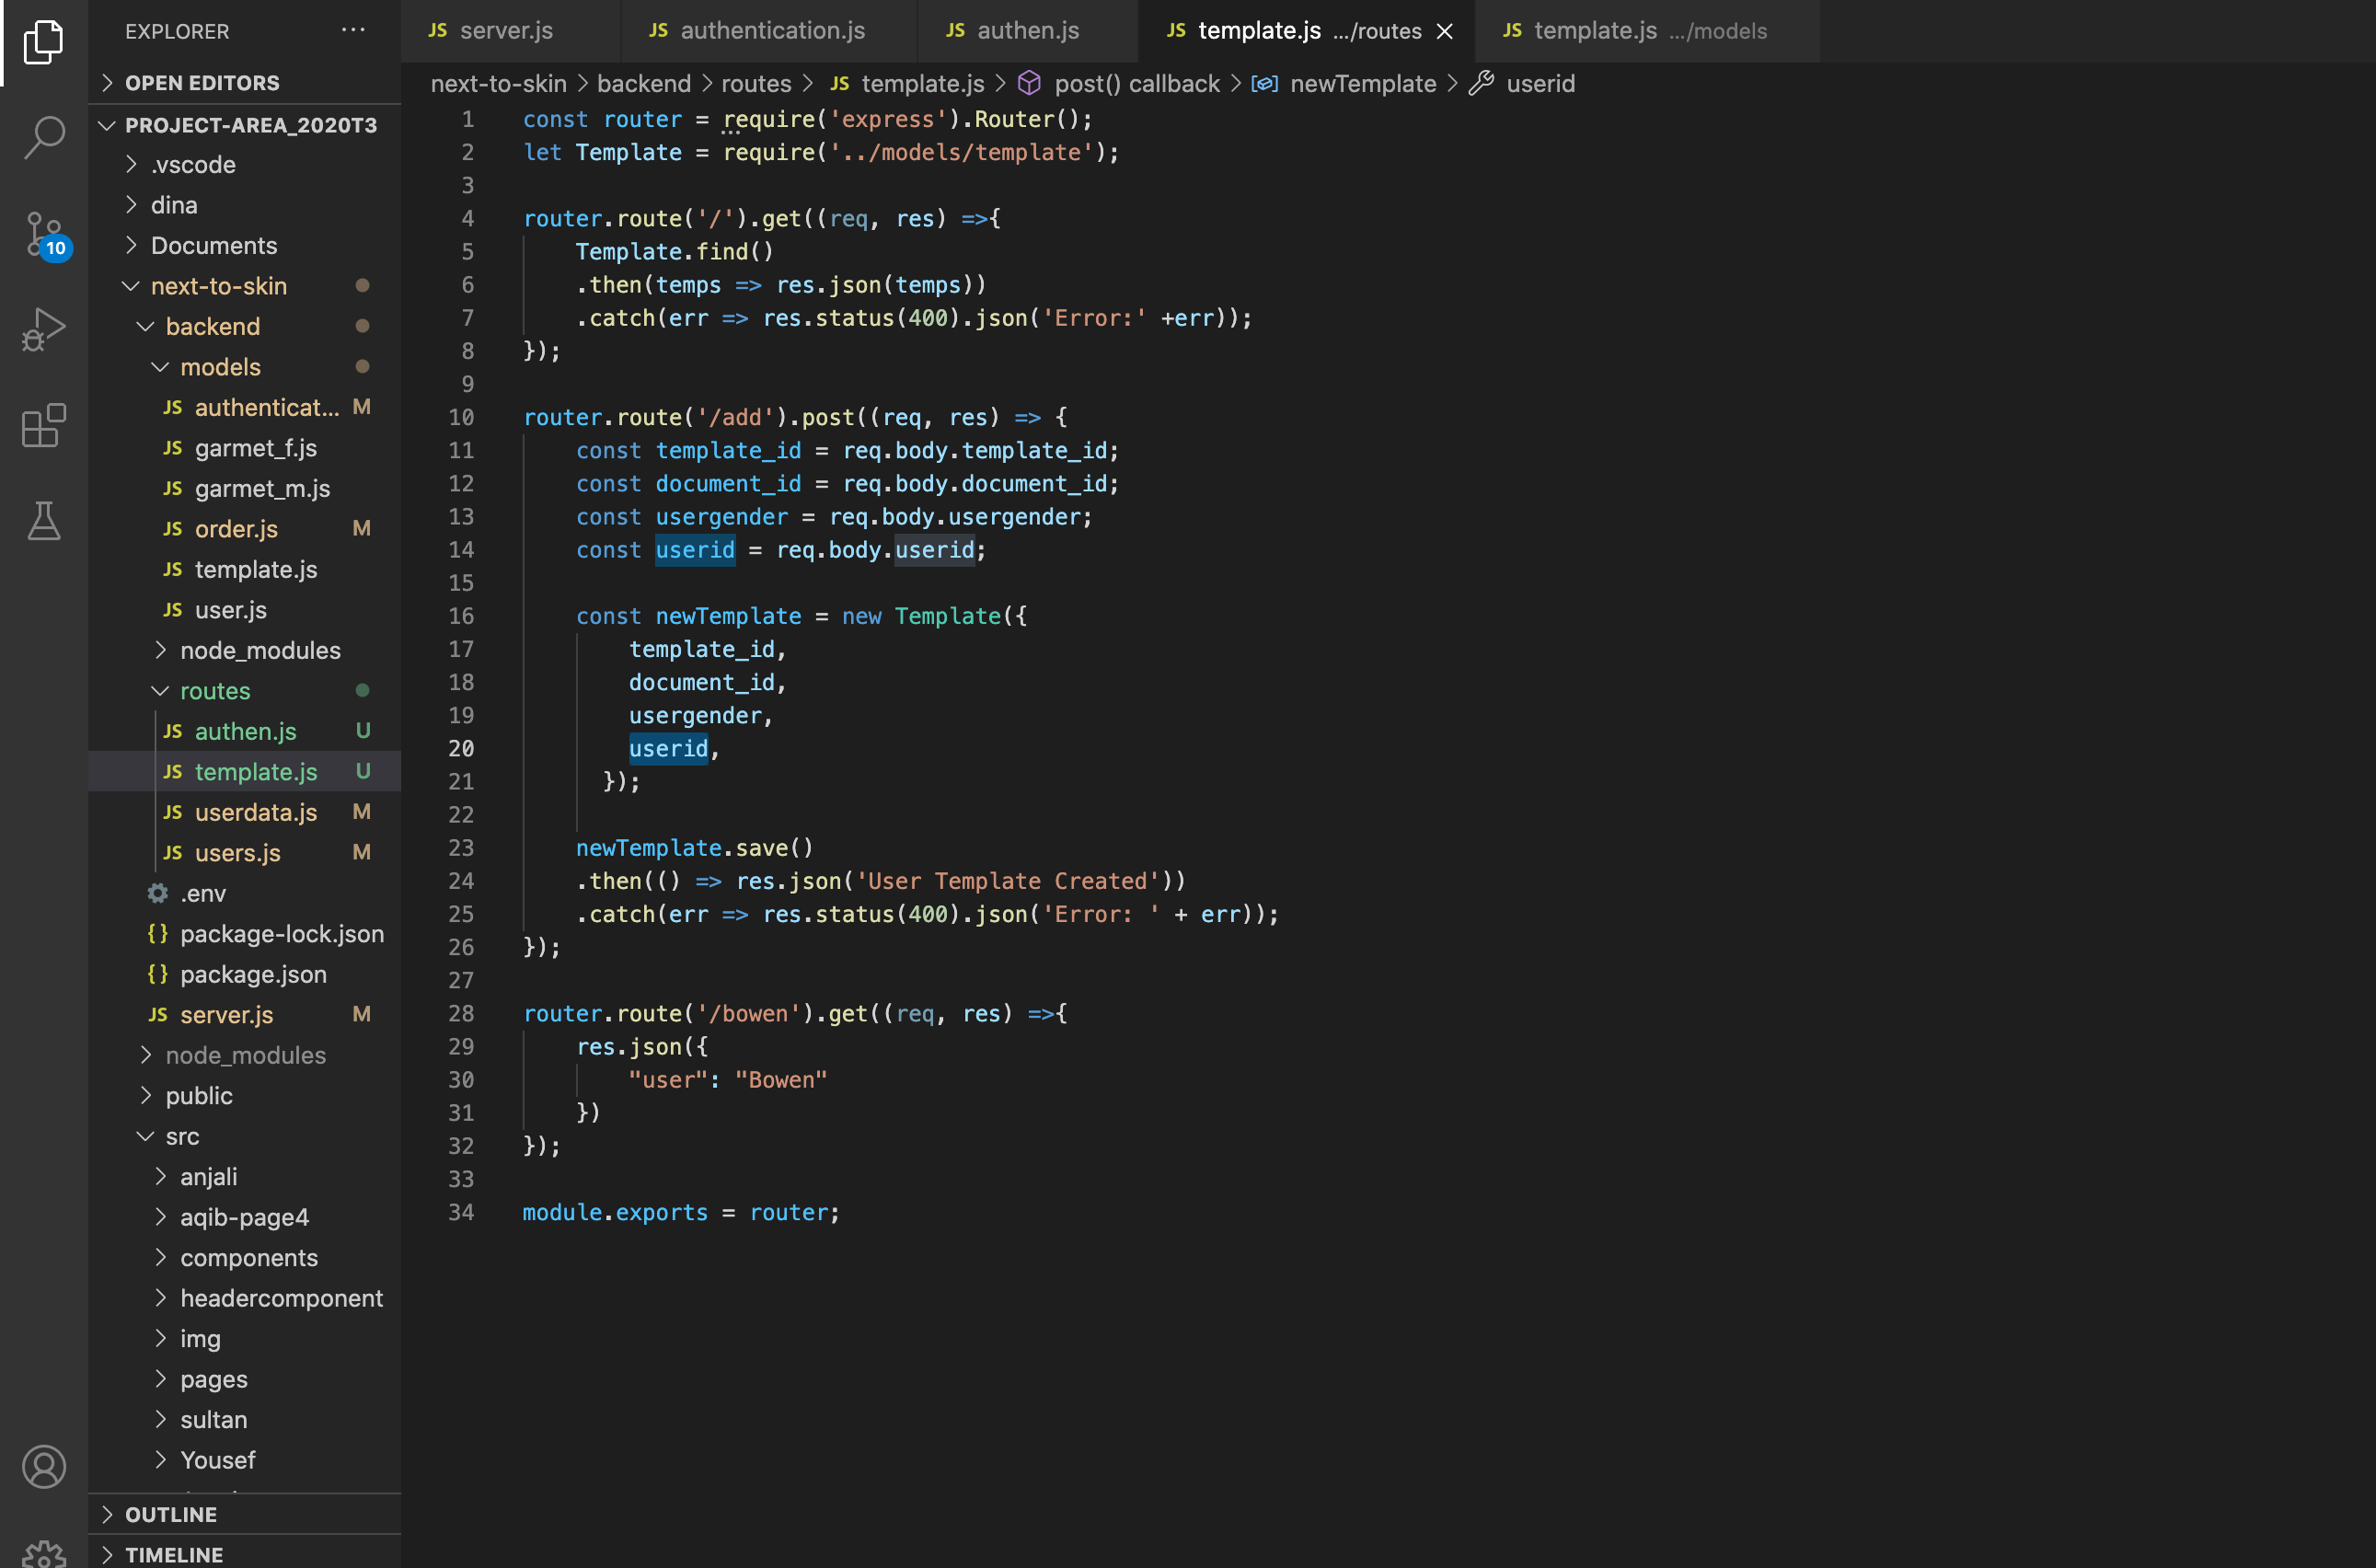 EXPLORER ...
OPEN EDITORS
PROJECT-AREA_2020T3
.vscode
dina
Documents
next-to-skin
backend
models
JS authenticat... M
JS garmet_f.js
JS garmet_m.js
JS order.js M
JS template.js
JS user.js
node_modules
routes
JS authen.js U
JS template.js U
JS userdata.js M
JS users.js M
.env
{} package-lock.json
{} package.json
JS server.js M
node_modules
public
src
anjali
aqib-page4
components
headercomponent
img
pages
sultan
Yousef
OUTLINE
TIMELINE
10
JS server.js JS authentication.js JS authen.js JS template.js .../routes JS template.js .../models
next-to-skin > backend > routes > JS template.js > post() callback > newTemplate > userid
1 const router = require('express').Router();
2 let Template = require('../models/template');
3
4 router.route('/').get((req, res) =>{
5 Template.find()
6 .then(temps => res.json(temps))
7 .catch(err => res.status(400).json('Error:' +err));
8 });
9
10 router.route('/add').post((req, res) => {
11 const template_id = req.body.template_id;
12 const document_id = req.body.document_id;
13 const usergender = req.body.usergender;
14 const userid = req.body.userid;
15
16 const newTemplate = new Template({
17 template_id,
18 document_id,
19 usergender,
20 userid,
21 });
22
23 newTemplate.save()
24 .then(() => res.json('User Template Created'))
25 .catch(err => res.status(400).json('Error: ' + err));
26 });
27
28 router.route('/bowen').get((req, res) =>{
29 res.json({
30 "user": "Bowen"
31 })
32 });
33
34 module.exports = router;